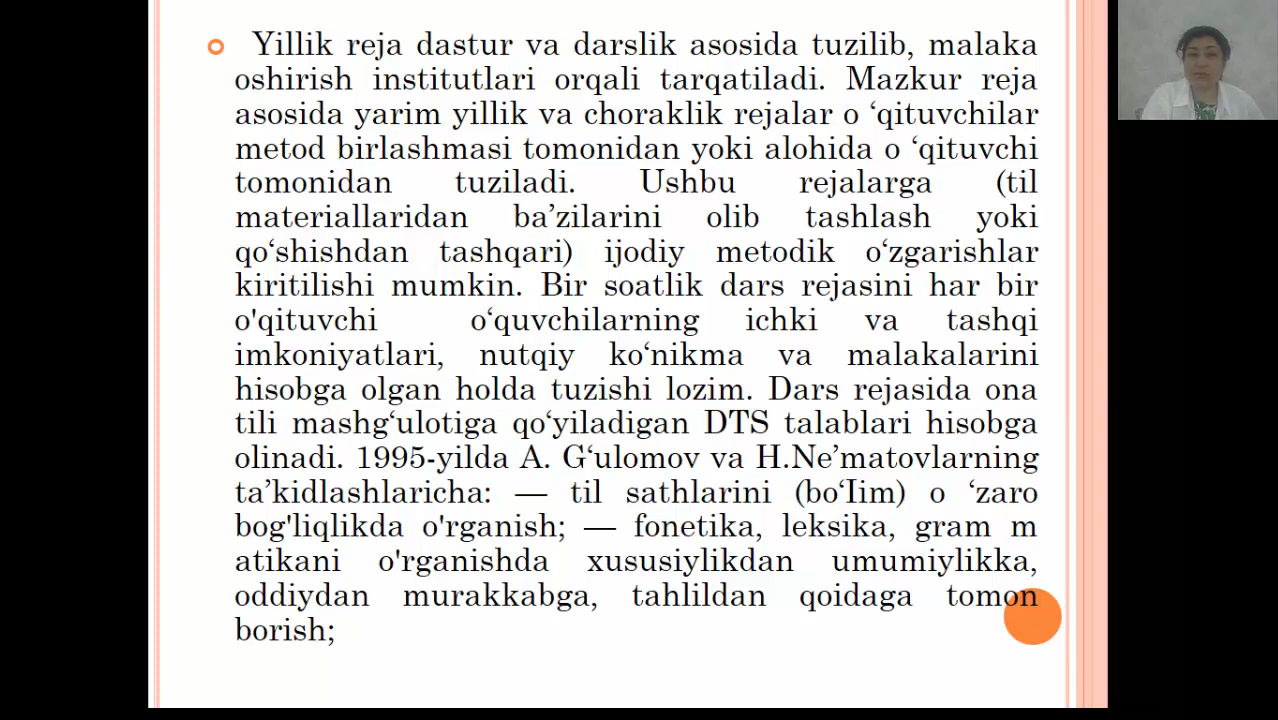 Yillik reja dastur va darslik asosida tuzilib, malaka
oshirish institutlari orqali tarqatiladi. Mazkur reja
asosida yarim yillik va choraklik rejalar o ‘qituvchilar
metod birlashmasi tomonidan yoki alohida o ‘qituvchi
tomonidan tuziladi. Ushbu rejalarga (til
materiallaridan ba’zilarini olib tashlash yoki
qo‘shishdan tashqari) ijodiy metodik o‘zgarishlar
kiritilishi mumkin. Bir soatlik dars rejasini har bir
o'qituvchi o‘quvchilarning ichki va tashqi
imkoniyatlari, nutqiy ko‘nikma va malakalarini
hisobga olgan holda tuzishi lozim. Dars rejasida ona
tili mashg‘ulotiga qo‘yiladigan DTS talablari hisobga
olinadi. 1995-yilda A. G‘ulomov va H.Ne’matovlarning
ta’kidlashlaricha: — til sathlarini (bo‘Iim) o ‘zaro
bog'liqlikda o'rganish; — fonetika, leksika, gram m
atikani o'rganishda xususiylikdan umumiylikka,
oddiydan murakkabga, tahlildan qoidaga tomon
borish;